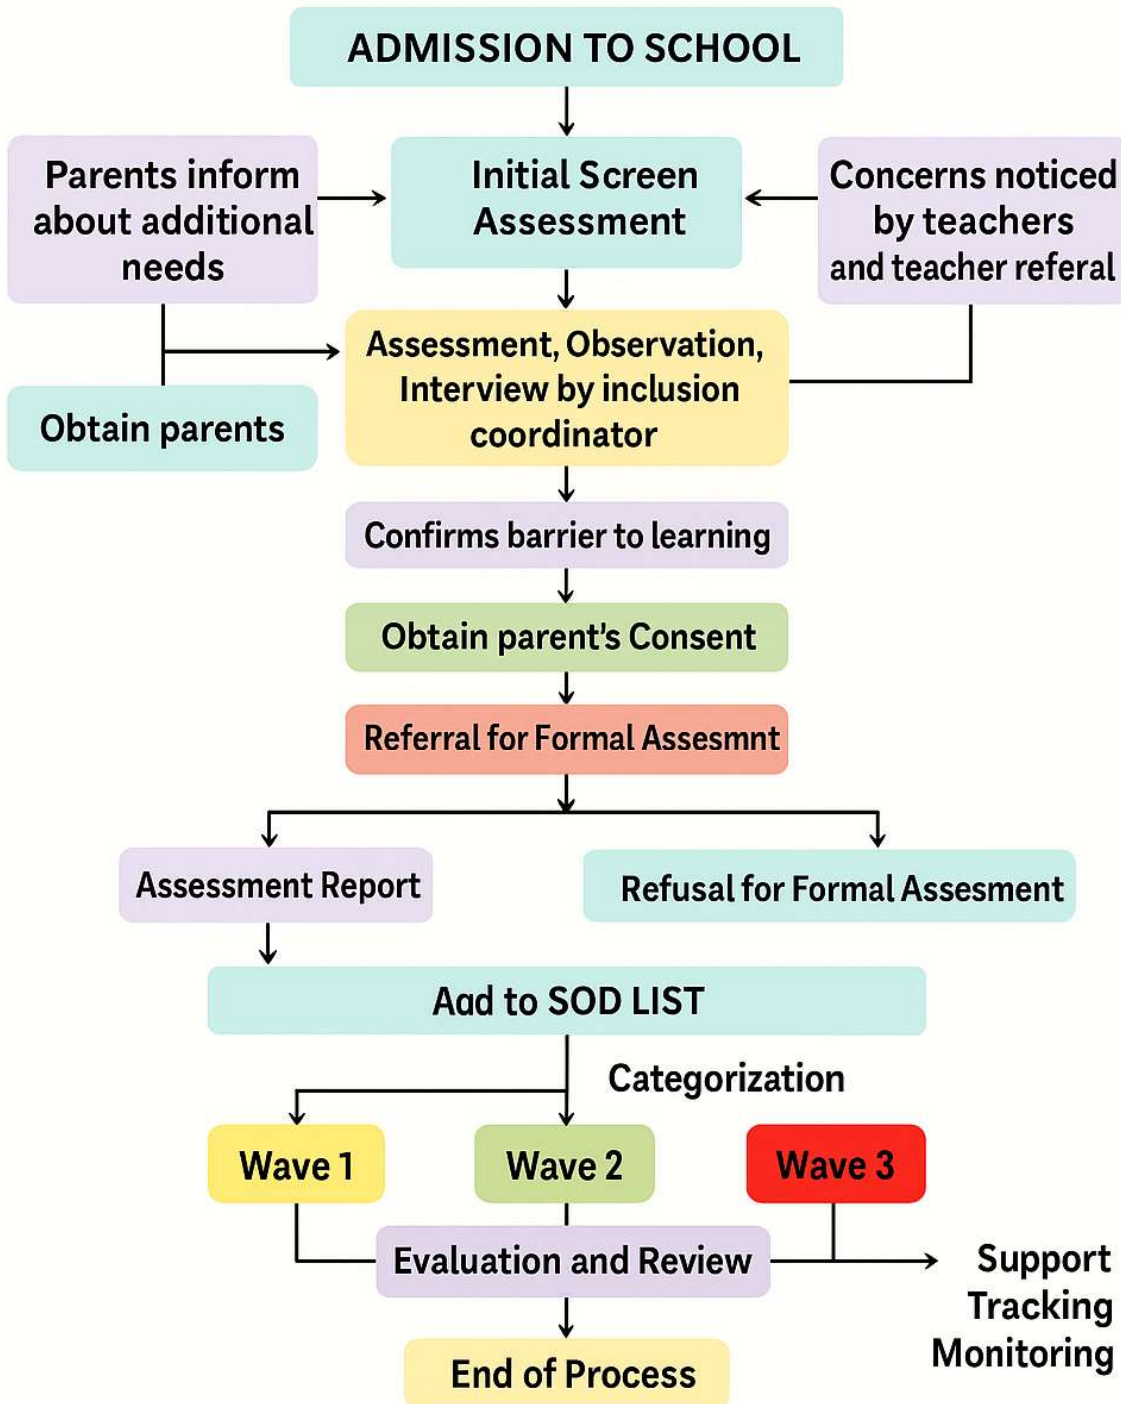 ADMISSION TO SCHOOL
Parents inform
about additional
needs
Initial Screen
Assessment
Concerns noticed
by teachers
and teacher referal
Assessment, Observation,
Interview by inclusion
coordinator
Obtain parents
Confirms barrier to learning
Obtain parent's Consent
Referral for Formal Assesmnt
Assessment Report
Refusal for Formal Assesment
Aad to SOD LIST
Categorization
Wave 1
Wave 2
Wave 3
Evaluation and Review
Support
Tracking
Monitoring
End of Process